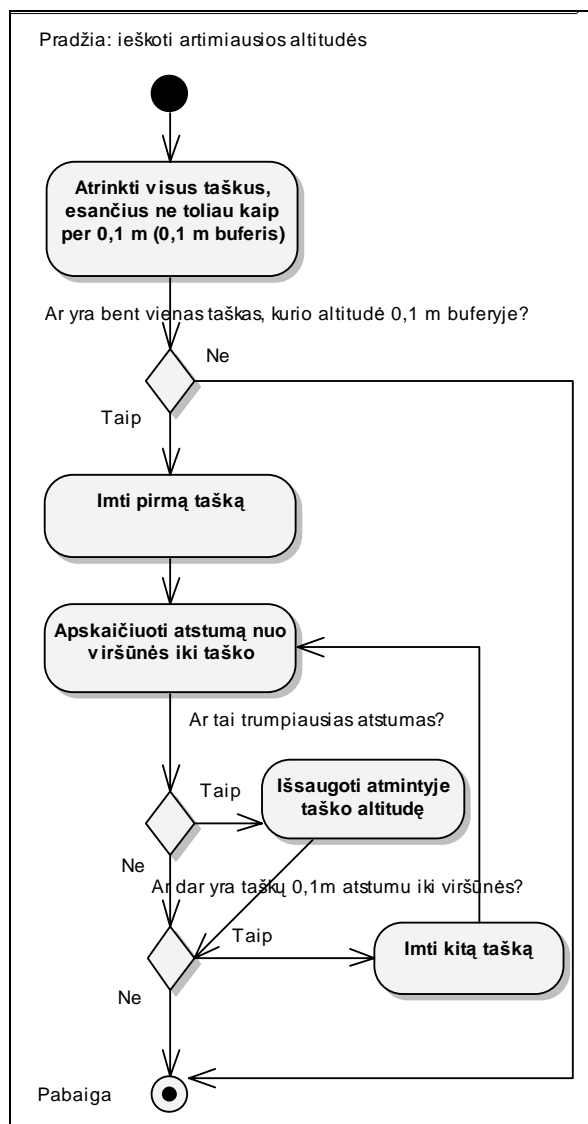 Pradžia: ieškoti artimiausios altitudės
Atrinkti visus taškus,
esančius ne toliau kaip
per 0,1 m (0,1 m buferis)
Ar yra bent vienas taškas, kurio altitudė 0,1 m buferyje?
Ne
Taip
Imti pirmą tašką
Apskaičiuoti atstumą nuo
viršūnės iki taško
Ar tai trumpiausias atstumas?
Taip
Išsaugoti atmintyje
taško altitudę
Ne
Ar dar yra taškų 0,1m atstumu iki viršūnės?
Taip
Imti kitą tašką
Ne
Pabaiga